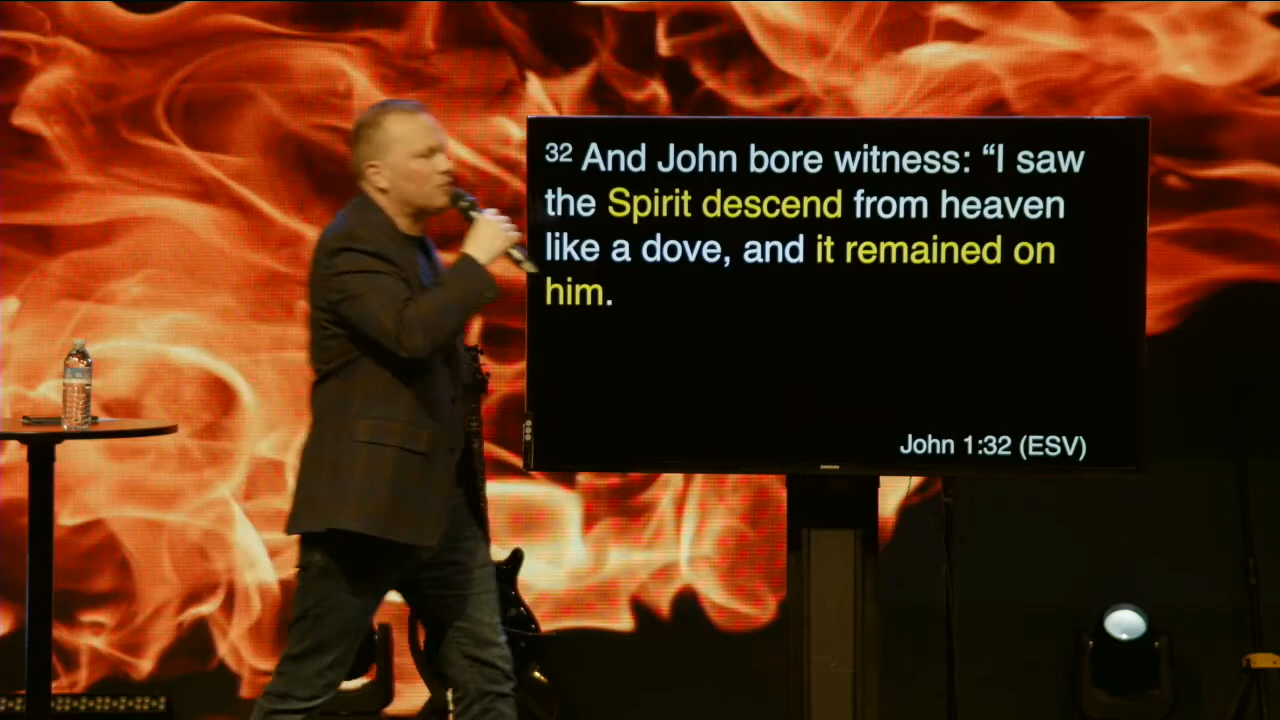 32 And John bore witness: “I saw
the Spirit descend from heaven
like a dove, and it remained on
him.
John 1:32 (ESV)